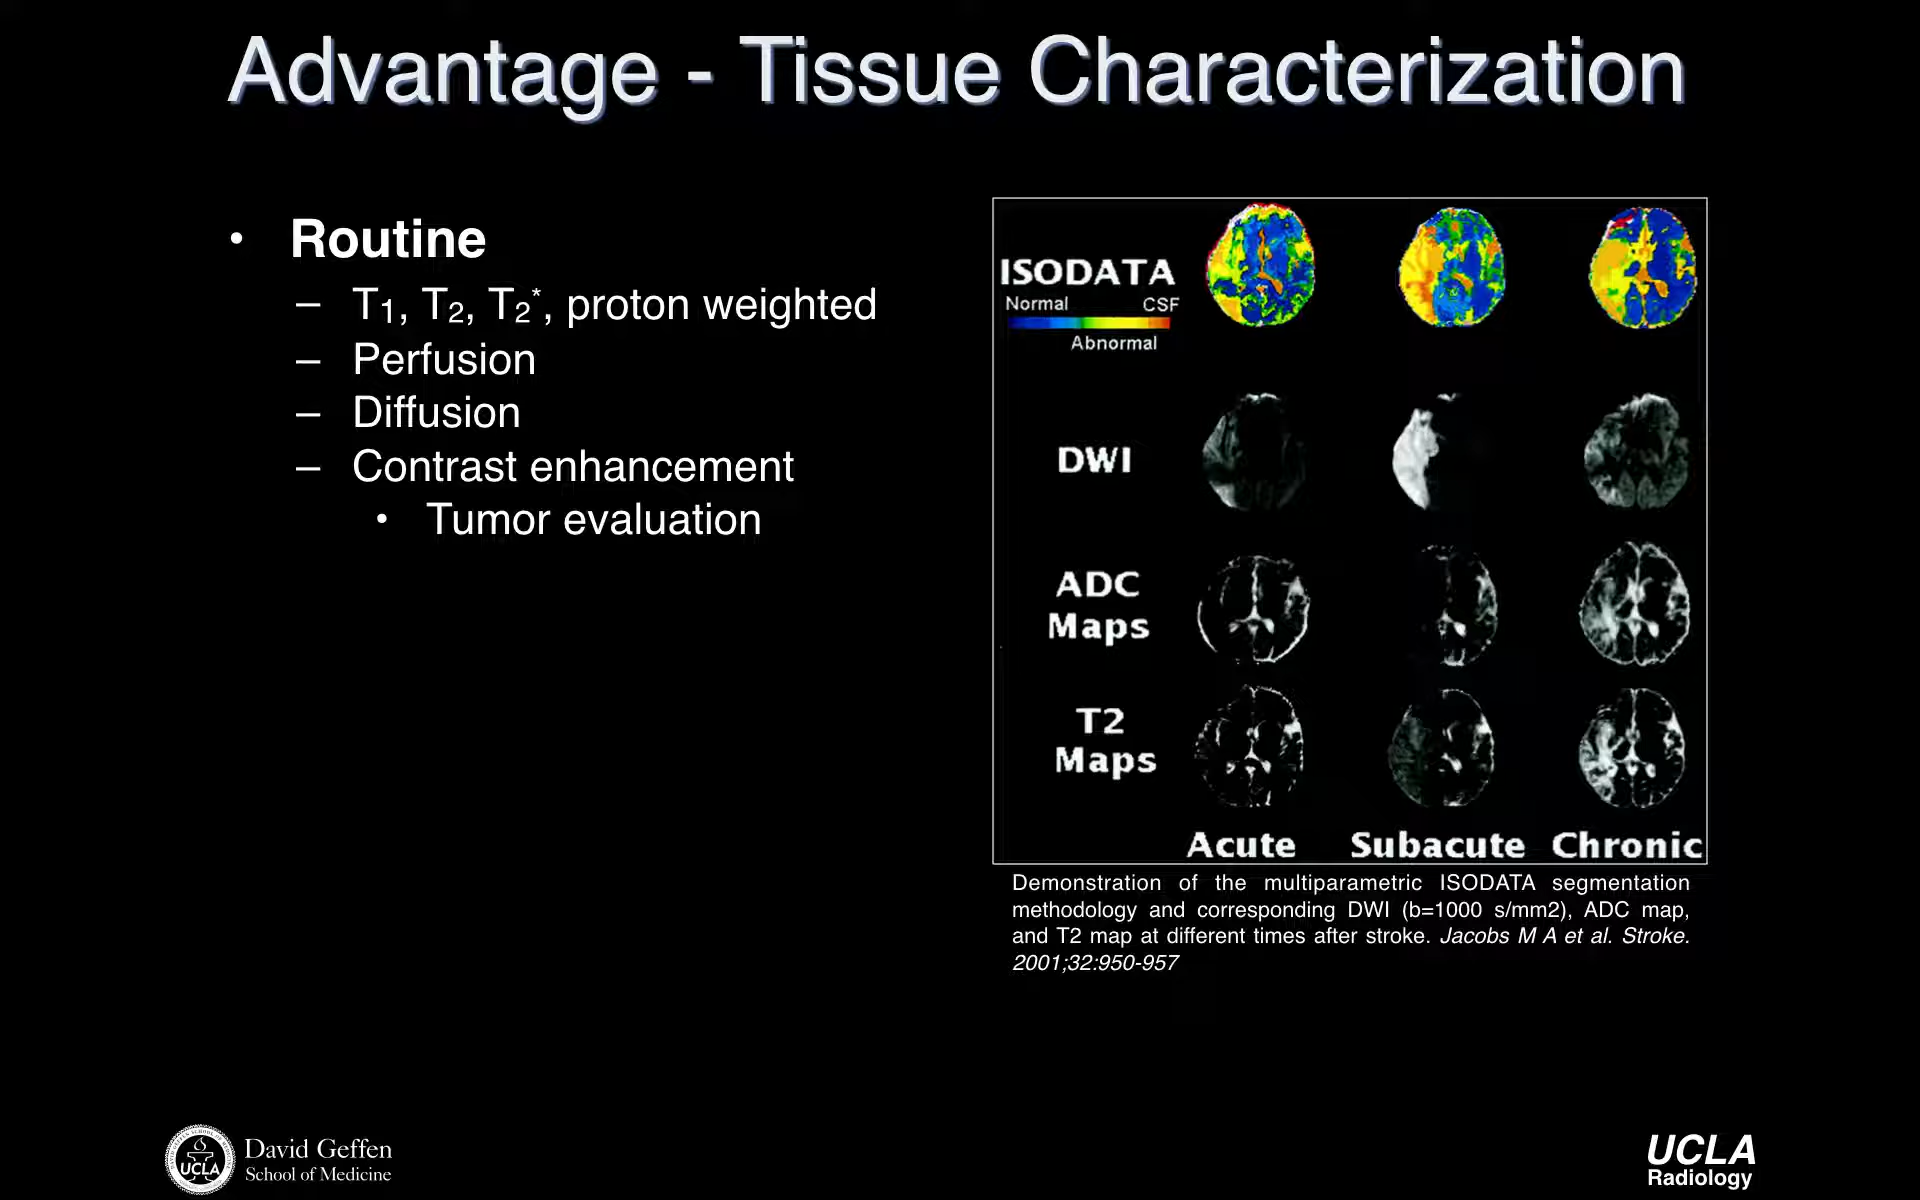 Advantage - Tissue Characterization
• Routine
– T1, T2, T2*, proton weighted
– Perfusion
– Diffusion
– Contrast enhancement
• Tumor evaluation
ISODATA
Normal CSF
Abnormal
DWI
ADC
Maps
T2
Maps
Acute Subacute Chronic
Demonstration of the multiparametric ISODATA segmentation
methodology and corresponding DWI (b=1000 s/mm2), ADC map,
and T2 map at different times after stroke. Jacobs M A et al. Stroke.
2001;32:950-957
UCLA
David Geffen
School of Medicine
UCLA
Radiology